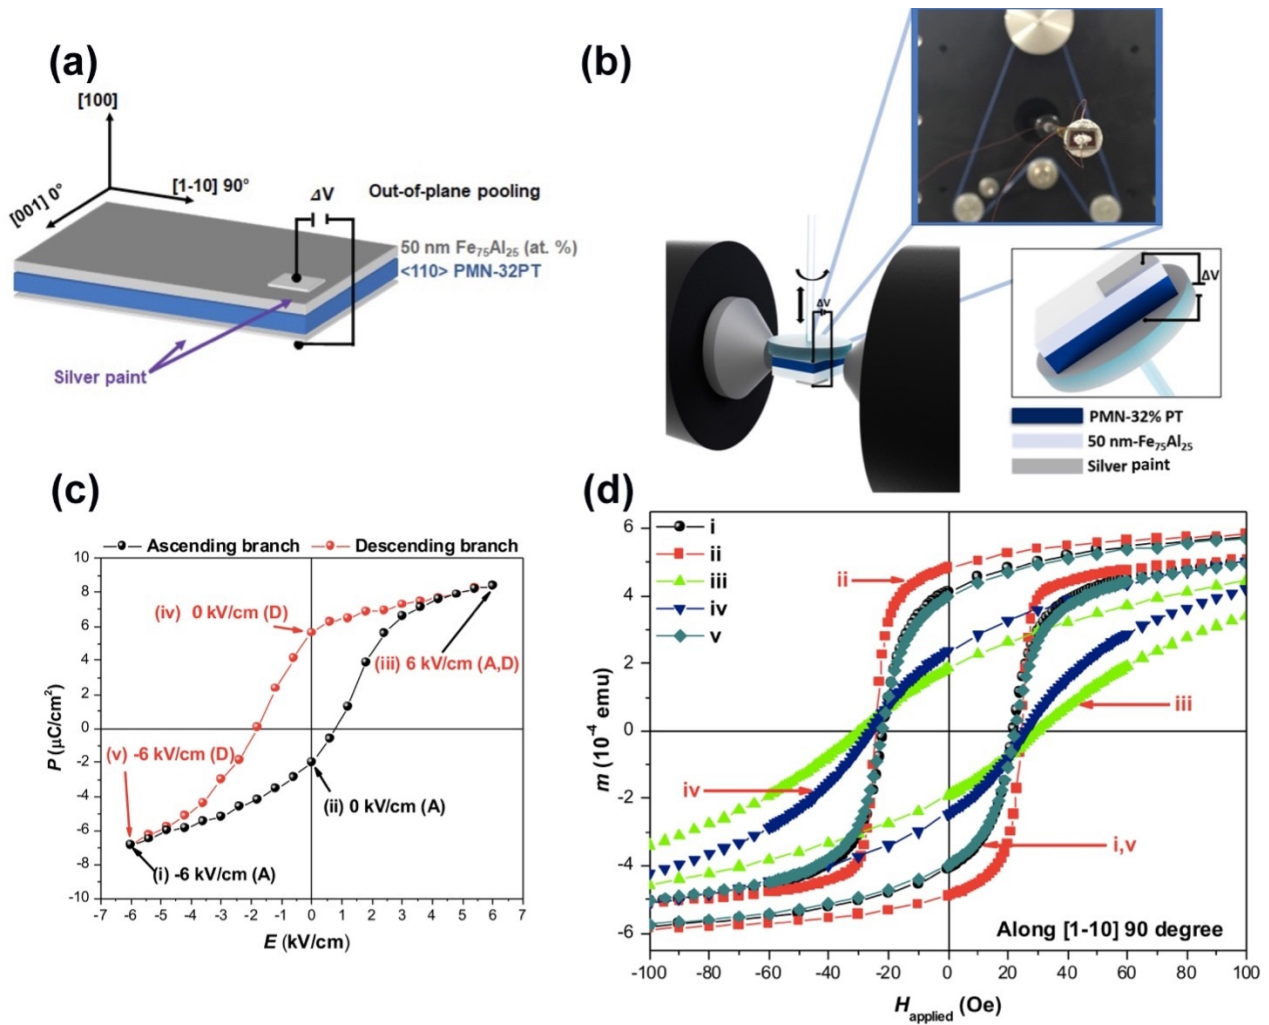 (a)
[100]
[001] 0°
[1-10] 90°
ΔV
Out-of-plane pooling
50 nm Fe₇₅Al₂₅ (at. %)
<110> PMN-32PT
Silver paint
(b)
ΔV
ΔV
PMN-32% PT
50 nm-Fe₇₅Al₂₅
Silver paint
(c)
Ascending branch
Descending branch
10
8
6
4
2
0
-2
-4
-6
-8
-10
P (μC/cm²)
(iv) 0 kV/cm (D)
(iii) 6 kV/cm (A,D)
(v) -6 kV/cm (D)
(ii) 0 kV/cm (A)
(i) -6 kV/cm (A)
-7 -6 -5 -4 -3 -2 -1 0 1 2 3 4 5 6 7
E (kV/cm)
(d)
i
ii
iii
iv
v
6
4
2
0
-2
-4
-6
m (10⁻⁴ emu)
ii
iii
iv
i,v
Along [1-10] 90 degree
-100 -80 -60 -40 -20 0 20 40 60 80 100
H applied (Oe)